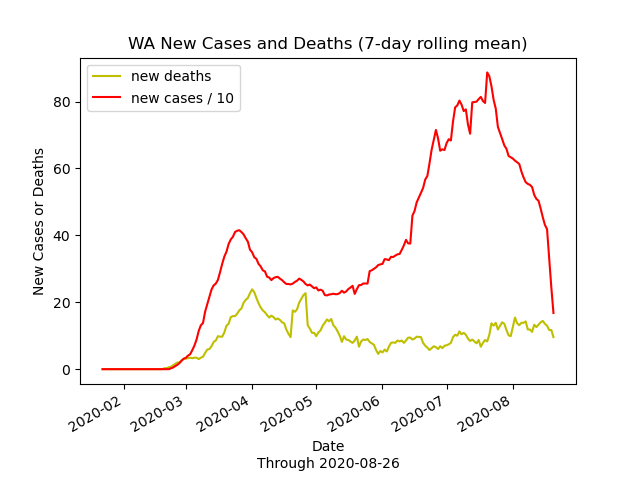 WA New Cases and Deaths (7-day rolling mean)
new deaths
new cases / 10
80
60
40
20
0
New Cases or Deaths
2020-02
2020-03
2020-04
2020-05
2020-06
2020-07
2020-08
Date
Through 2020-08-26